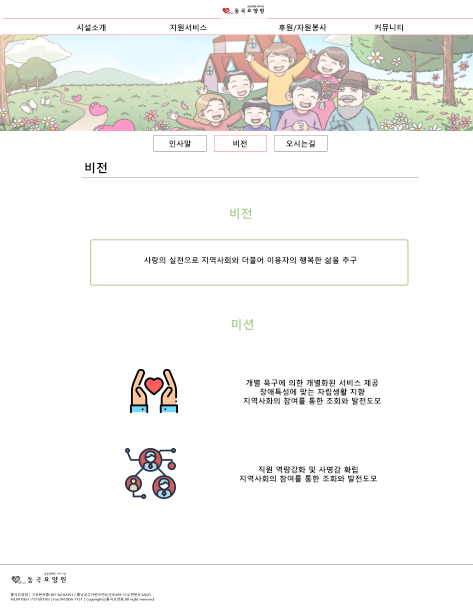 동국요양원
시설소개
지원서비스
후원/자원봉사
커뮤니티
인사말
비전
오시는길
비전
비전
사랑의 실천으로 지역사회와 더불어 이용자의 행복한 삶을 추구
미션
개별 욕구에 의한 개별화된 서비스 제공
장애특성에 맞는 자립생활 지향
지역사회의 참여를 통한 조회와 발전도모
직원 역량강화 및 사명감 확립
지역사회의 참여를 통한 조회와 발전도모
동국요양원